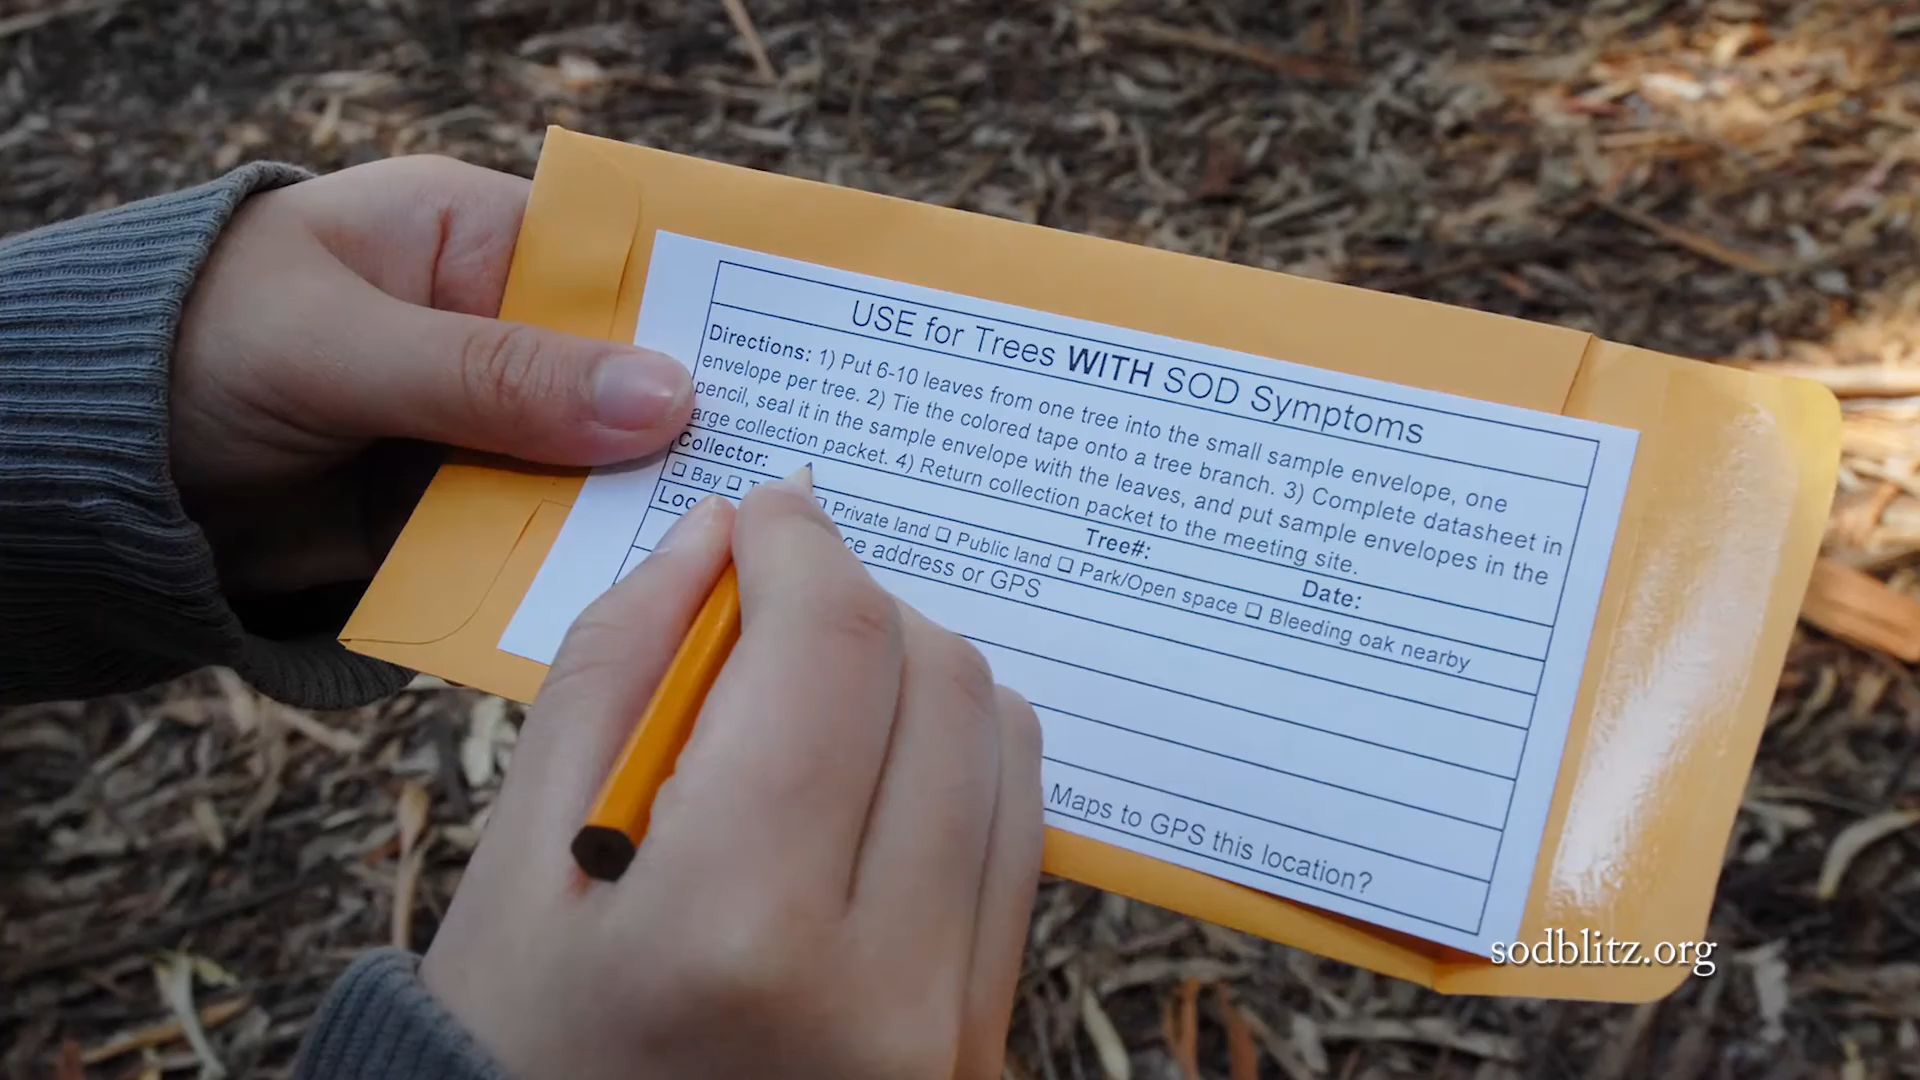 USE for Trees WITH SOD Symptoms
Directions: 1) Put 6-10 leaves from one tree into the small sample envelope, one
envelope per tree. 2) Tie the colored tape onto a tree branch. 3) Complete datasheet in
pencil, seal it in the sample envelope with the leaves, and put sample envelopes in the
large collection packet. 4) Return collection packet to the meeting site.
Collector: Tree#: Date:
☐ Bay ☐ ☐ Private land ☐ Public land ☐ Park/Open space ☐ Bleeding oak nearby
address or GPS
Maps to GPS this location?
sodblitz.org